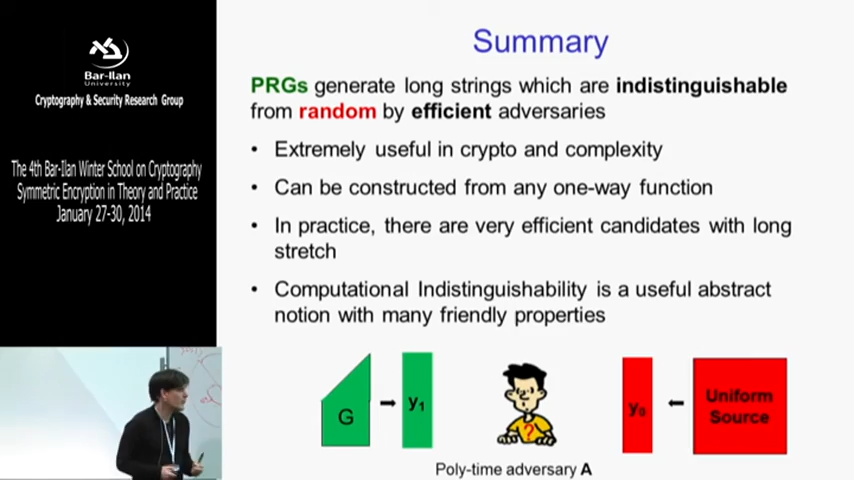 Bar-Ilan
University
Cryptography & Security Research Group
The 4th Bar-Ilan Winter School on Cryptography
Symmetric Encryption in Theory and Practice
January 27-30, 2014
Summary
PRGs generate long strings which are indistinguishable
from random by efficient adversaries
• Extremely useful in crypto and complexity
• Can be constructed from any one-way function
• In practice, there are very efficient candidates with long
stretch
• Computational Indistinguishability is a useful abstract
notion with many friendly properties
G
y₁
?
y₀
Uniform
Source
Poly-time adversary A